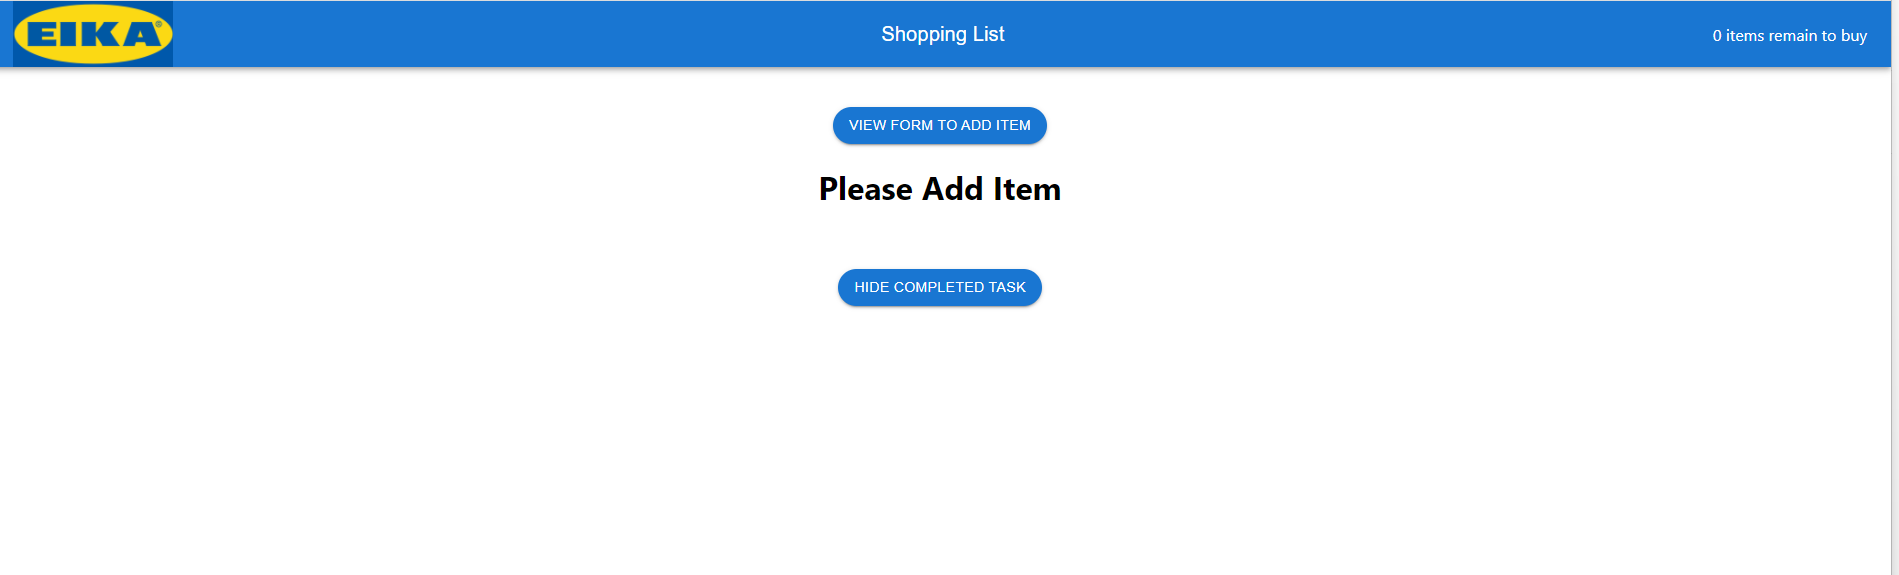 EIKA®
Shopping List
0 items remain to buy
VIEW FORM TO ADD ITEM
Please Add Item
HIDE COMPLETED TASK